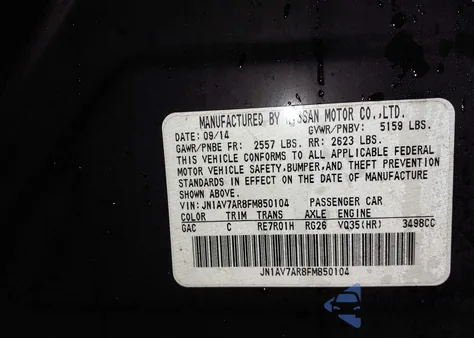 MANUFACTURED BY NISSAN MOTOR CO.,LTD.
DATE: 09/14 GVWR/PNBV: 5159 LBS.
GAWR/PNBE FR: 2557 LBS. RR: 2623 LBS.
THIS VEHICLE CONFORMS TO ALL APPLICABLE FEDERAL
MOTOR VEHICLE SAFETY,BUMPER,AND THEFT PREVENTION
STANDARDS IN EFFECT ON THE DATE OF MANUFACTURE
SHOWN ABOVE.
VIN: JN1AV7AR8FM850104 PASSENGER CAR
COLOR TRIM TRANS AXLE ENGINE
GAC C RE7R01H RG26 VQ35(HR) 3498CC
JN1AV7AR8FM850104